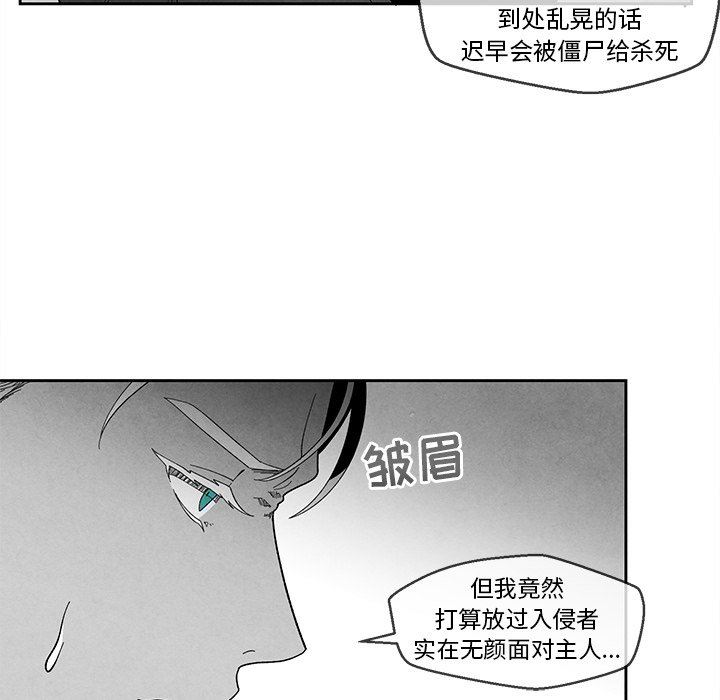 到处乱晃的话
迟早会被僵尸给杀死
皱眉
但我竟然
打算放过入侵者
实在无颜面对主人...